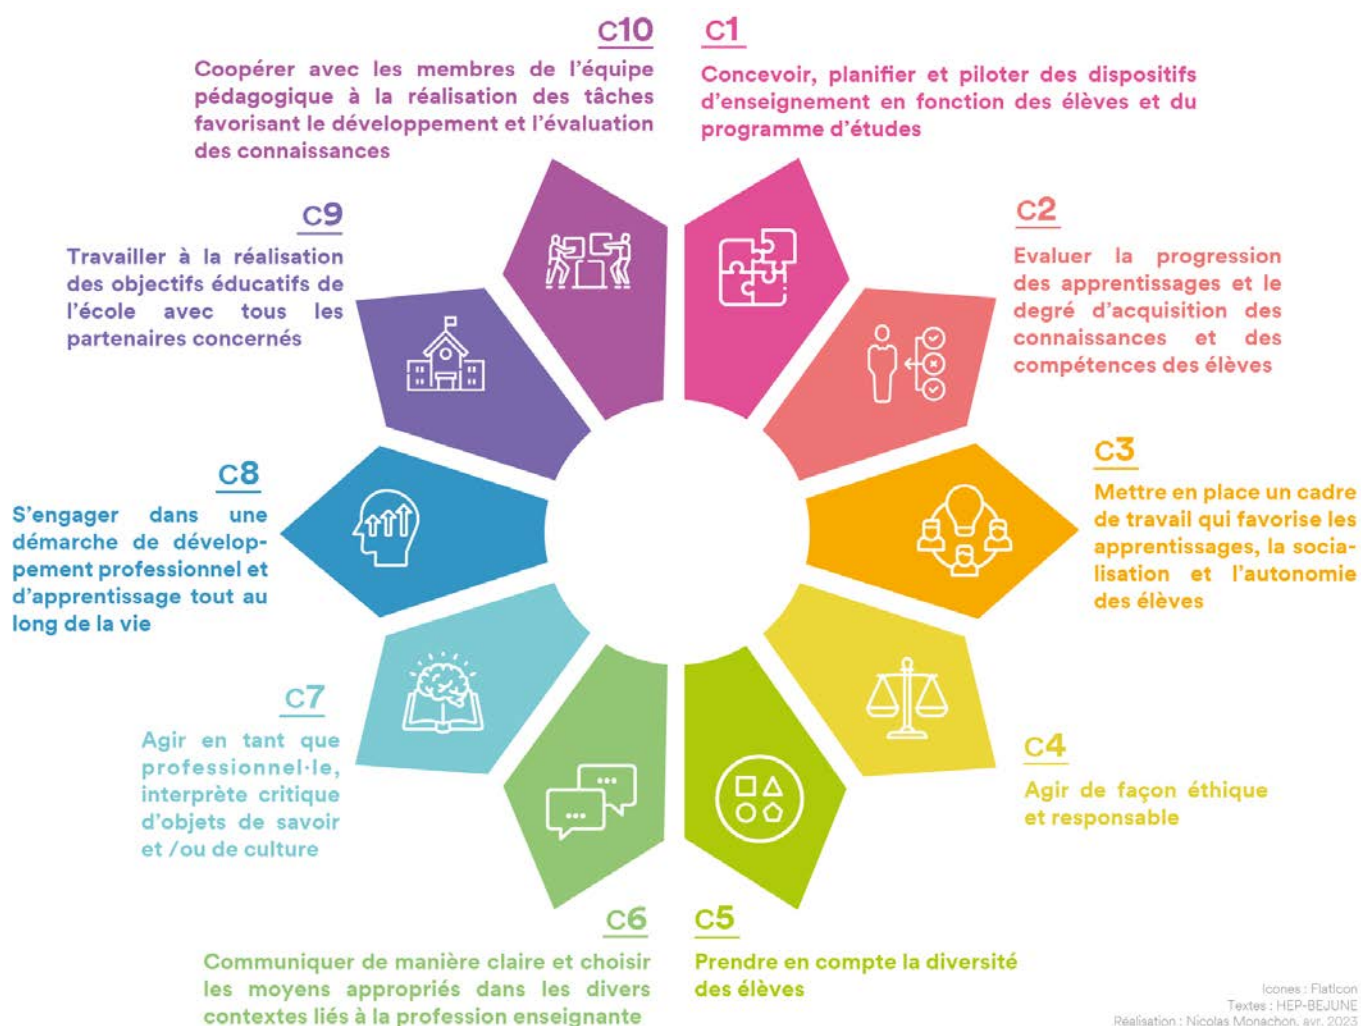 C10
Coopérer avec les membres de l'équipe
pédagogique à la réalisation des tâches
favorisant le développement et l'évaluation
des connaissances
C1
Concevoir, planifier et piloter des dispositifs
d'enseignement en fonction des élèves et du
programme d'études
C2
Evaluer la progression
des apprentissages et le
degré d'acquisition des
connaissances et des
compétences des élèves
C3
Mettre en place un cadre
de travail qui favorise les
apprentissages, la socia-
lisation et l'autonomie
des élèves
C4
Agir de façon éthique
et responsable
C5
Prendre en compte la diversité
des élèves
C6
Communiquer de manière claire et choisir
les moyens appropriés dans les divers
contextes liés à la profession enseignante
C7
Agir en tant que
professionnel·le,
interprète critique
d'objets de savoir
et /ou de culture
C8
S'engager dans une
démarche de dévelop-
pement professionnel et
d'apprentissage tout au
long de la vie
C9
Travailler à la réalisation
des objectifs éducatifs de
l'école avec tous les
partenaires concernés
Icones : FlatIcon
Textes : HEP-BEJUNE
Réalisation : Nicolas Monachon, avr. 2023